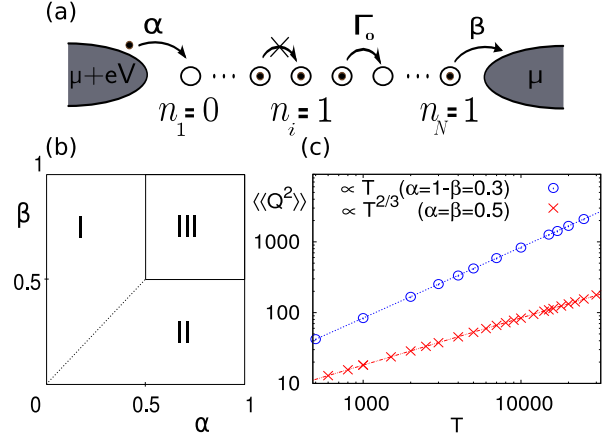 (a)
α Γ₀ β
μ+eV μ
n₁=0 nᵢ=1 n_N=1
(b)
1
β
0.5
0 0.5 1
α
I III
II
(c)
⟨⟨Q²⟩⟩
∝ T (α=1-β=0.3)
∝ T^2/3 (α=β=0.5)
1000
100
10
1000 10000
T